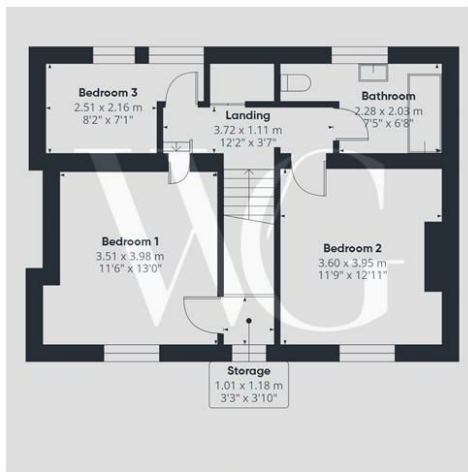 Bedroom 3
2.51 x 2.16 m
8'2" x 7'1"
Bathroom
2.28 x 2.03 m
7'5" x 6'8"
Landing
3.72 x 1.11 m
12'2" x 3'7"
Bedroom 1
3.51 x 3.98 m
11'6" x 13'0"
Bedroom 2
3.60 x 3.95 m
11'9" x 12'11"
WG
Storage
1.01 x 1.18 m
3'3" x 3'10"